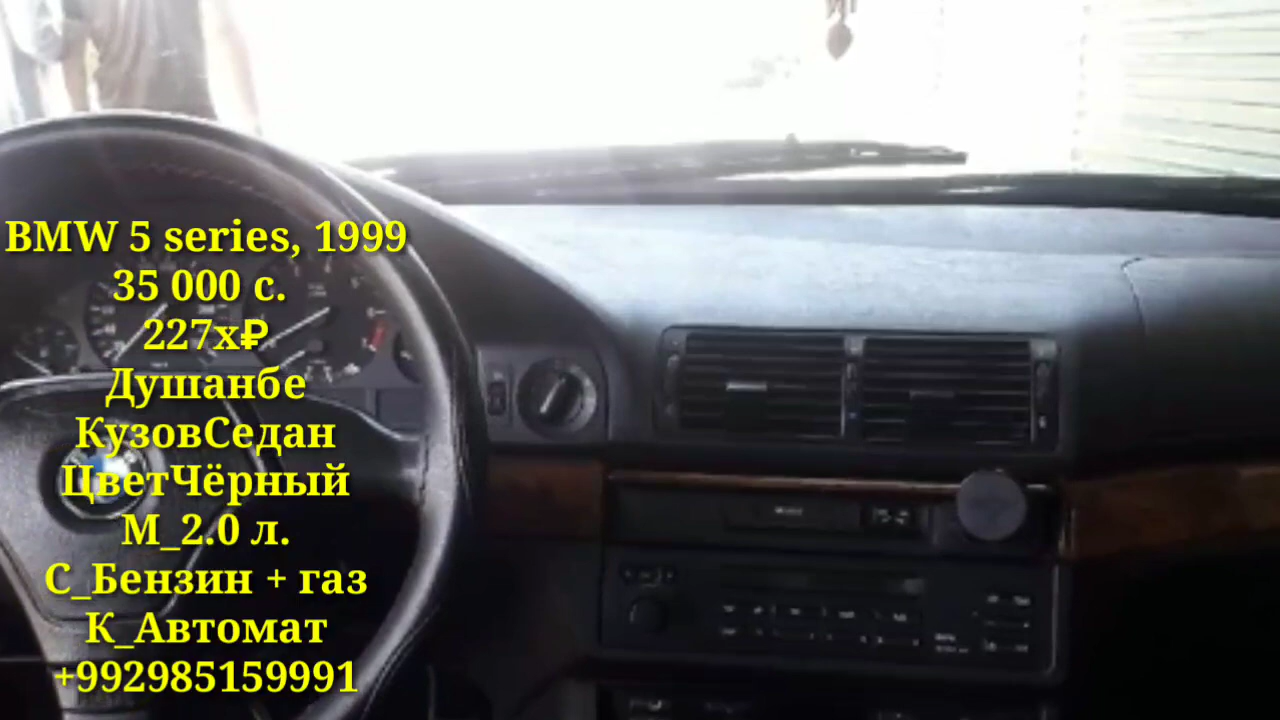 BMW 5 series, 1999
35 000 с.
227х₽
Душанбе
КузовСедан
ЦветЧёрный
М_2.0 л.
С_Бензин + газ
К_Автомат
+992985159991